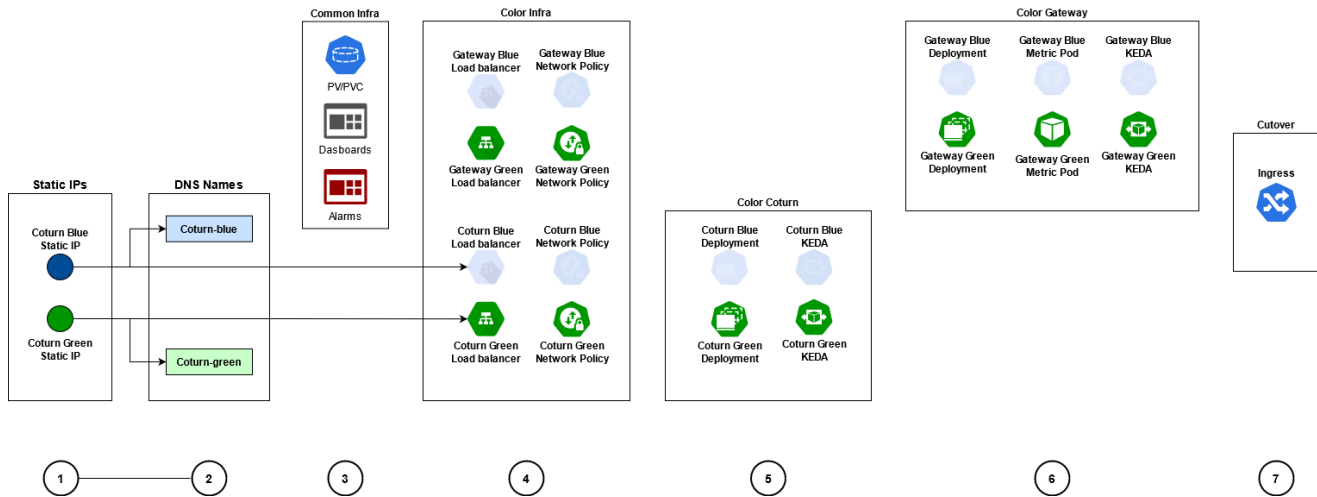 Static IPs
Coturn Blue
Static IP
Coturn Green
Static IP
DNS Names
Coturn-blue
Coturn-green
Common Infra
PV/PVC
Dasboards
Alarms
Color Infra
Gateway Blue
Load balancer
Gateway Blue
Network Policy
Gateway Green
Load balancer
Gateway Green
Network Policy
Coturn Blue
Load balancer
Coturn Blue
Network Policy
Coturn Green
Load balancer
Coturn Green
Network Policy
Color Coturn
Coturn Blue
Deployment
Coturn Blue
KEDA
Coturn Green
Deployment
Coturn Green
KEDA
Color Gateway
Gateway Blue
Deployment
Gateway Blue
Metric Pod
Gateway Blue
KEDA
Gateway Green
Deployment
Gateway Green
Metric Pod
Gateway Green
KEDA
Cutover
Ingress
1
2
3
4
5
6
7